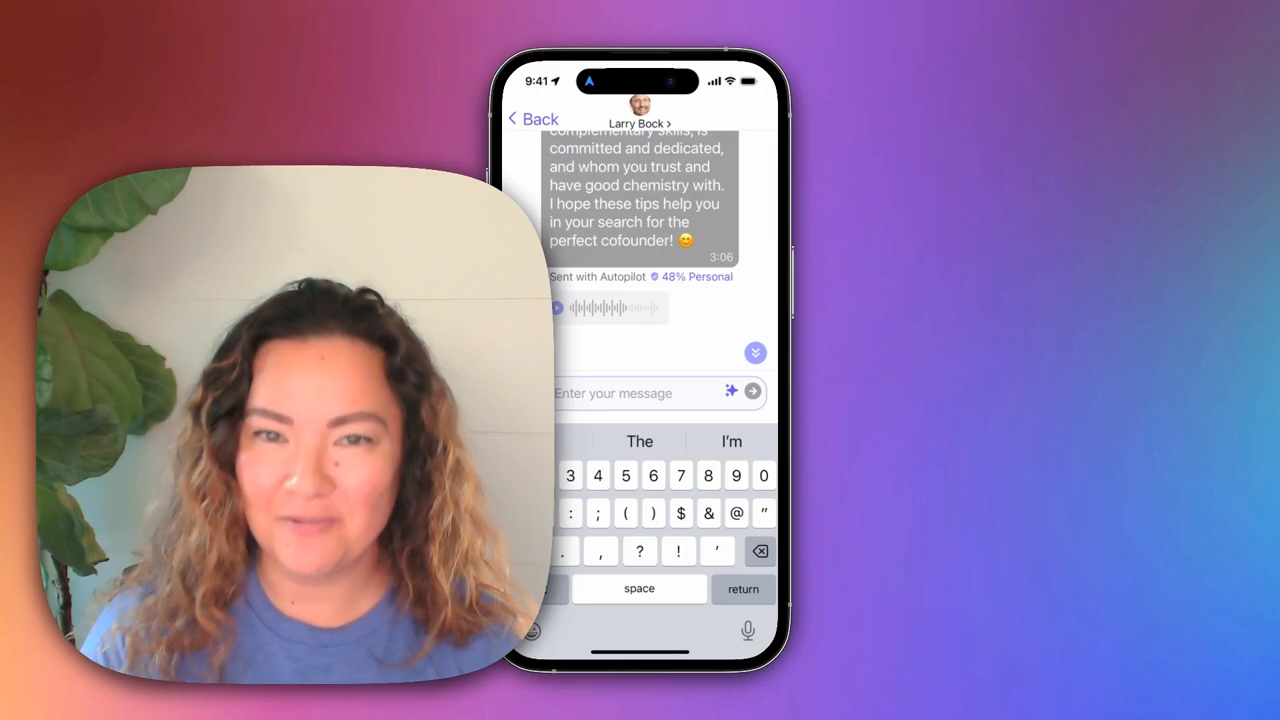 9:41
Back
Larry Bock >
complementary skills, is
committed and dedicated,
and whom you trust and
have good chemistry with.
I hope these tips help you
in your search for the
perfect cofounder! 😊
3:06
Sent with Autopilot 48% Personal
Enter your message
The I'm
3 4 5 6 7 8 9 0
: ; ( ) $ & @ "
. , ? ! '
space return